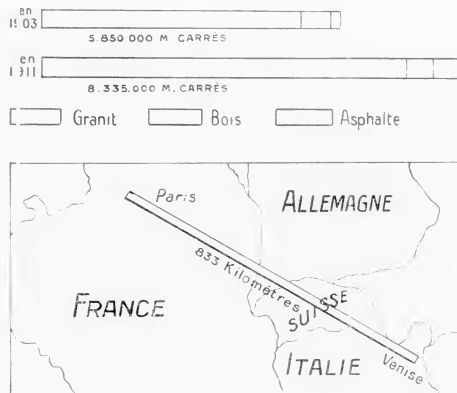 en
1903
5.850.000 M. CARRÉS
en
1911
8.335.000 M. CARRÉS
Granit Bois Asphalte
Paris
ALLEMAGNE
833 Kilomètres
FRANCE
SUISSE
ITALIE
Venise